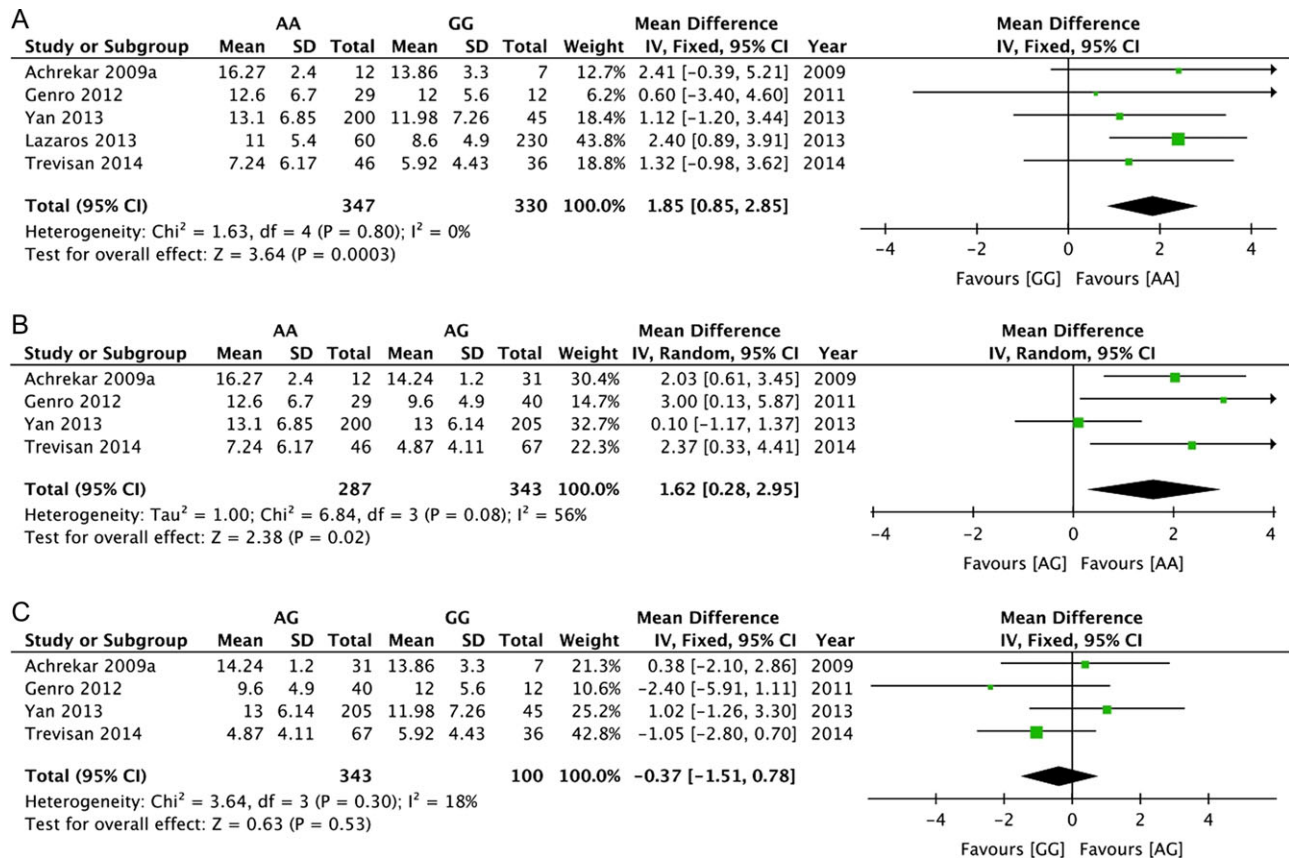 A
AA GG Mean Difference Mean Difference
Study or Subgroup Mean SD Total Mean SD Total Weight IV, Fixed, 95% CI Year IV, Fixed, 95% CI
Achrekar 2009a 16.27 2.4 12 13.86 3.3 7 12.7% 2.41 [−0.39, 5.21] 2009
Genro 2012 12.6 6.7 29 12 5.6 12 6.2% 0.60 [−3.40, 4.60] 2011
Yan 2013 13.1 6.85 200 11.98 7.26 45 18.4% 1.12 [−1.20, 3.44] 2013
Lazaros 2013 11 5.4 60 8.6 4.9 230 43.8% 2.40 [0.89, 3.91] 2013
Trevisan 2014 7.24 6.17 46 5.92 4.43 36 18.8% 1.32 [−0.98, 3.62] 2014
Total (95% CI) 347 330 100.0% 1.85 [0.85, 2.85]
Heterogeneity: Chi² = 1.63, df = 4 (P = 0.80); I² = 0%
Test for overall effect: Z = 3.64 (P = 0.0003)
−4 −2 0 2 4
Favours [GG] Favours [AA]
B
AA AG Mean Difference Mean Difference
Study or Subgroup Mean SD Total Mean SD Total Weight IV, Random, 95% CI Year IV, Random, 95% CI
Achrekar 2009a 16.27 2.4 12 14.24 1.2 31 30.4% 2.03 [0.61, 3.45] 2009
Genro 2012 12.6 6.7 29 9.6 4.9 40 14.7% 3.00 [0.13, 5.87] 2011
Yan 2013 13.1 6.85 200 13 6.14 205 32.7% 0.10 [−1.17, 1.37] 2013
Trevisan 2014 7.24 6.17 46 4.87 4.11 67 22.3% 2.37 [0.33, 4.41] 2014
Total (95% CI) 287 343 100.0% 1.62 [0.28, 2.95]
Heterogeneity: Tau² = 1.00; Chi² = 6.84, df = 3 (P = 0.08); I² = 56%
Test for overall effect: Z = 2.38 (P = 0.02)
−4 −2 0 2 4
Favours [AG] Favours [AA]
C
AG GG Mean Difference Mean Difference
Study or Subgroup Mean SD Total Mean SD Total Weight IV, Fixed, 95% CI Year IV, Fixed, 95% CI
Achrekar 2009a 14.24 1.2 31 13.86 3.3 7 21.3% 0.38 [−2.10, 2.86] 2009
Genro 2012 9.6 4.9 40 12 5.6 12 10.6% −2.40 [−5.91, 1.11] 2011
Yan 2013 13 6.14 205 11.98 7.26 45 25.2% 1.02 [−1.26, 3.30] 2013
Trevisan 2014 4.87 4.11 67 5.92 4.43 36 42.8% −1.05 [−2.80, 0.70] 2014
Total (95% CI) 343 100 100.0% −0.37 [−1.51, 0.78]
Heterogeneity: Chi² = 3.64, df = 3 (P = 0.30); I² = 18%
Test for overall effect: Z = 0.63 (P = 0.53)
−4 −2 0 2 4
Favours [GG] Favours [AG]